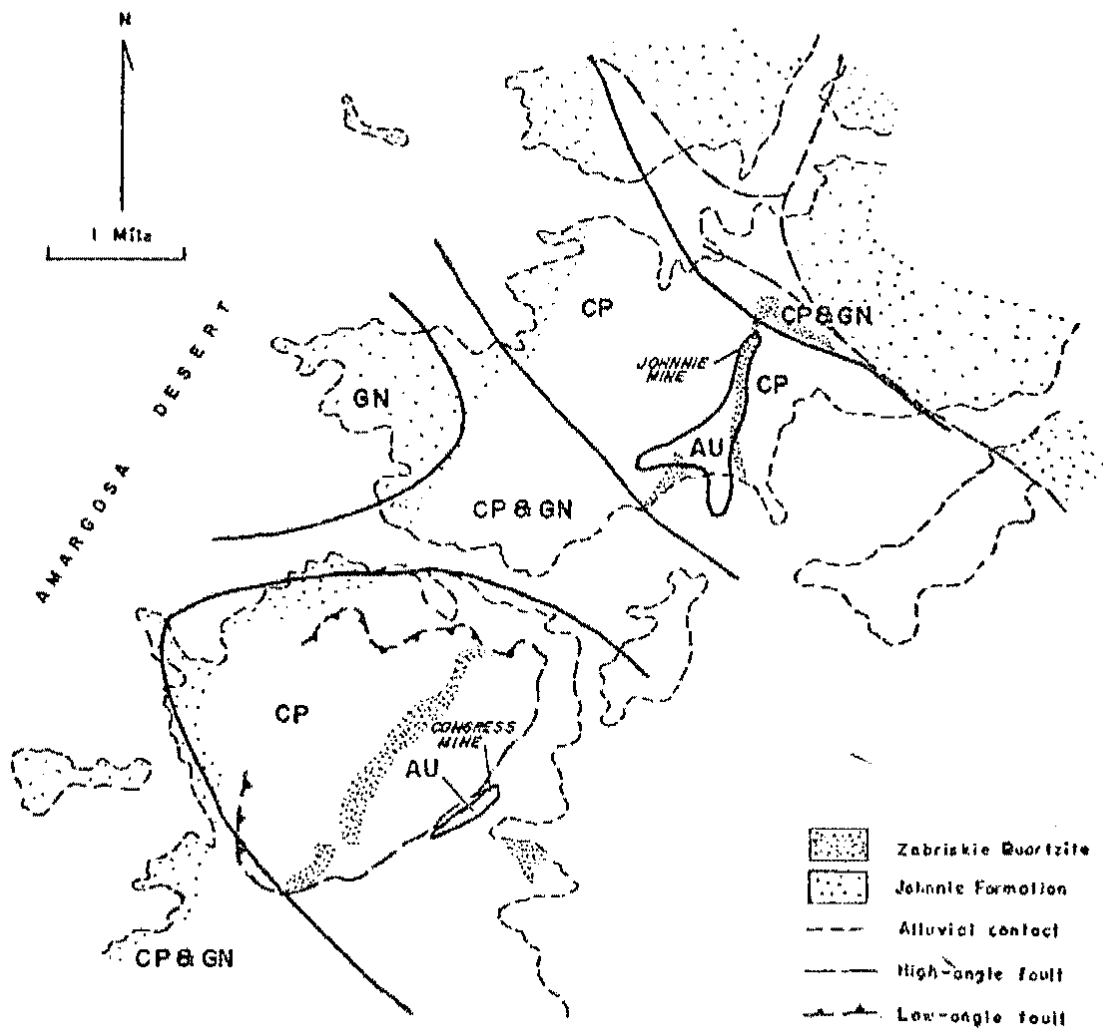 N
1 Mile
AMARGOSA DESERT
CP
CP & GN
JOHNNIE
MINE
CP
GN
AU
CP & GN
CP
CONGRESS
MINE
AU
CP & GN
Zabriskie Quartzite
Johnnie Formation
Alluvial contact
High-angle fault
Low-angle fault